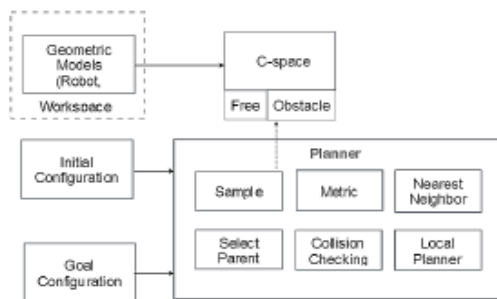 Geometric
Models
(Robot,
Workspace
C-space
Free
Obstacle
Initial
Configuration
Goal
Configuration
Planner
Sample
Metric
Nearest
Neighbor
Select
Parent
Collision
Checking
Local
Planner